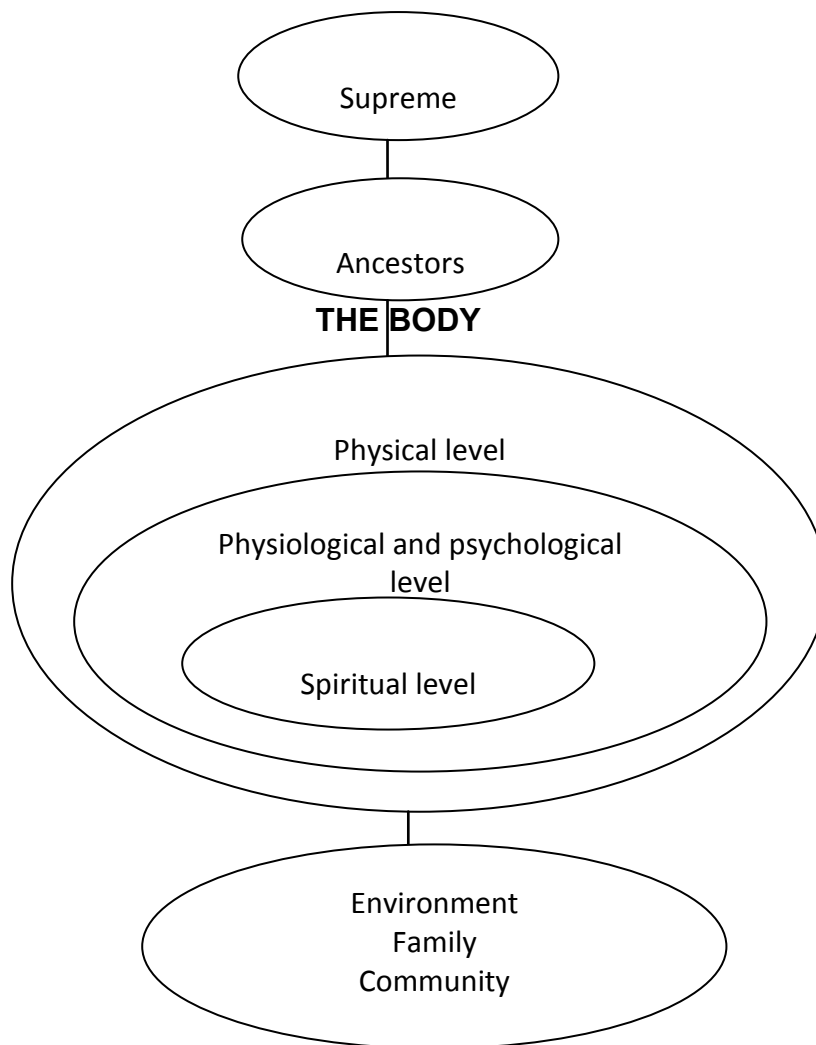 Supreme
Ancestors
THE BODY
Physical level
Physiological and psychological
level
Spiritual level
Environment
Family
Community